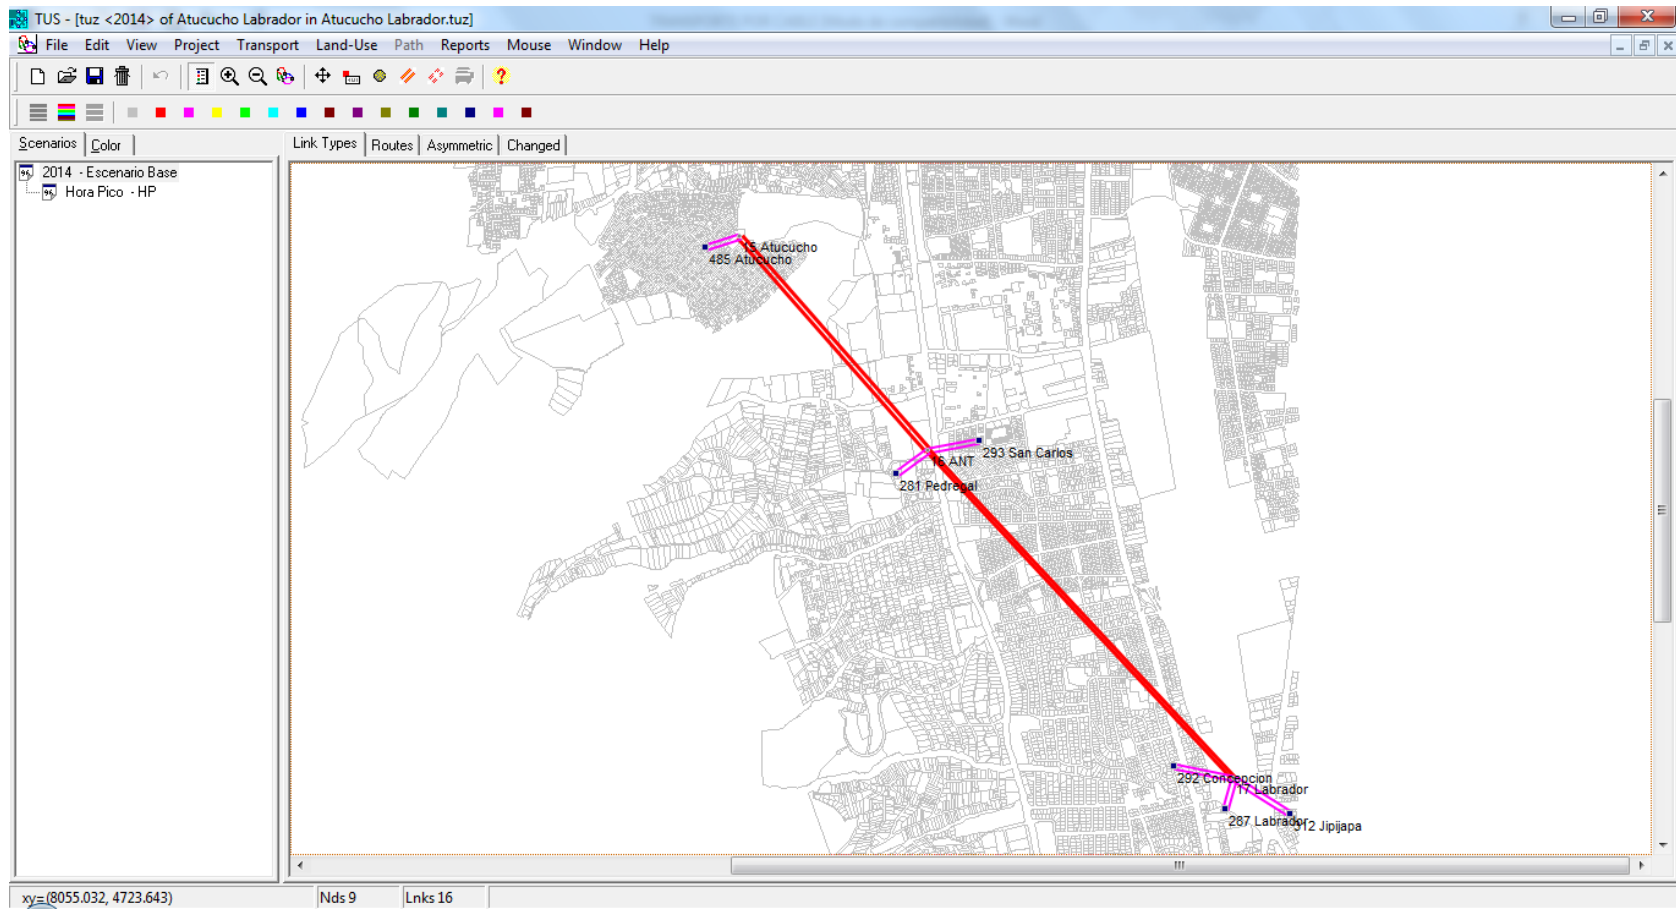 TUS - [tuz <2014> of Atucucho Labrador in Atucucho Labrador.tuz]
File Edit View Project Transport Land-Use Path Reports Mouse Window Help
Scenarios Color
Link Types Routes Asymmetric Changed
2014 - Escenario Base
Hora Pico - HP
15 Atucucho
485 Atucucho
293 San Carlos
16 ANT
281 Pedregal
292 Concepcion
17 Labrador
287 Labrador
312 Jipijapa
xy=(8055.032, 4723.643) Nds 9 Lnks 16